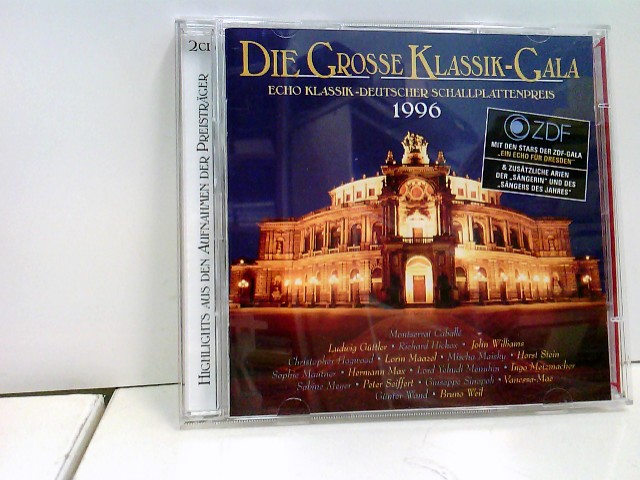 2CD
HIGHLIGHTS AUS DEN AUFNAHMEN DER PREISTRÄGER
DIE GROSSE KLASSIK-GALA
ECHO KLASSIK-DEUTSCHER SCHALLPLATTENPREIS
1996
ZDF
MIT DEN STARS DER ZDF-GALA
„EIN ECHO FÜR DRESDEN"
& ZUSÄTZLICHE ARIEN
DER „SÄNGERIN" UND DES
„SÄNGERS DES JAHRES"
Montserrat Caballe
Ludwig Güttler • Richard Hickox • John Williams
Christopher Hogwood • Lorin Maazel • Mischa Maisky • Horst Stein
Sophie Mautner • Hermann Max • Lord Yehudi Menuhin • Ingo Metzmacher
Sabine Meyer • Peter Seiffert • Giuseppe Sinopoli • Vanessa-Mae
Günter Wand • Bruno Weil